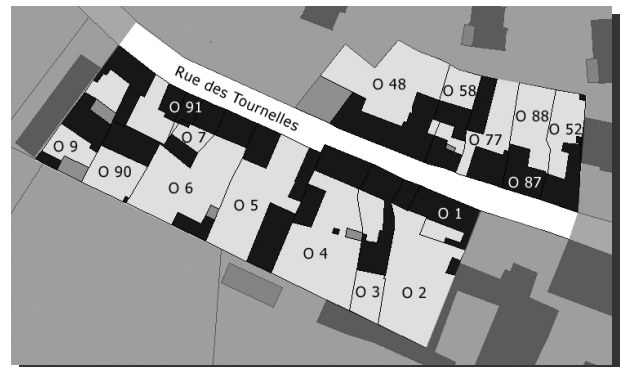 Rue des Tournelles
O 48
O 58
O 88
O 52
O 77
O 87
O 91
O 7
O 9
O 90
O 6
O 5
O 1
O 4
O 3
O 2